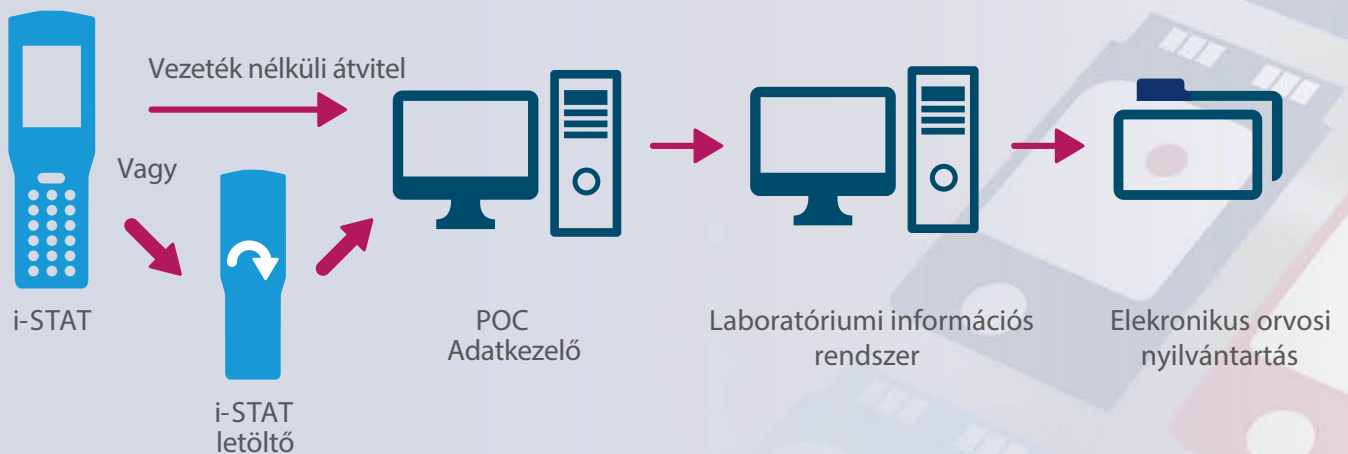 Vezeték nélküli átvitel
Vagy
i-STAT
i-STAT
letöltő
POC
Adatkezelő
Laboratóriumi információs
rendszer
Elekronikus orvosi
nyilvántartás